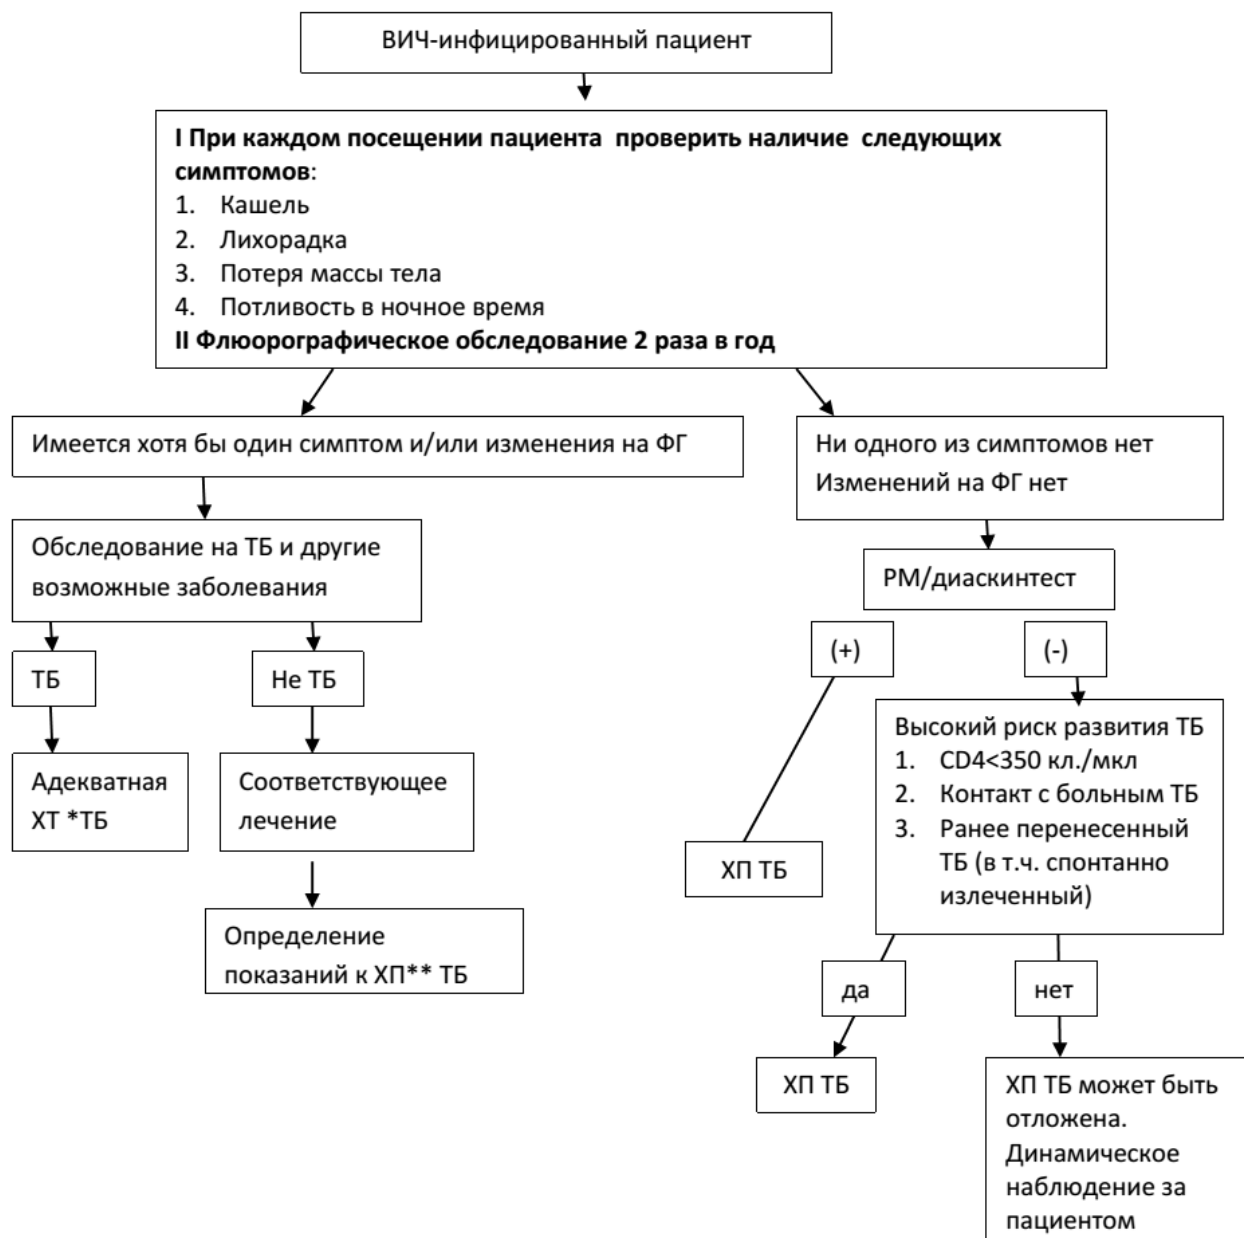 ВИЧ-инфицированный пациент
I При каждом посещении пациента проверить наличие следующих
симптомов:
1. Кашель
2. Лихорадка
3. Потеря массы тела
4. Потливость в ночное время
II Флюорографическое обследование 2 раза в год
Имеется хотя бы один симптом и/или изменения на ФГ
Ни одного из симптомов нет
Изменений на ФГ нет
Обследование на ТБ и другие
возможные заболевания
РМ/диаскинтест
ТБ
Не ТБ
(+)
(-)
Адекватная
ХТ *ТБ
Соответствующее
лечение
Определение
показаний к ХП** ТБ
ХП ТБ
Высокий риск развития ТБ
1. CD4<350 кл./мкл
2. Контакт с больным ТБ
3. Ранее перенесенный
ТБ (в т.ч. спонтанно
излеченный)
да
нет
ХП ТБ
ХП ТБ может быть
отложена.
Динамическое
наблюдение за
пациентом